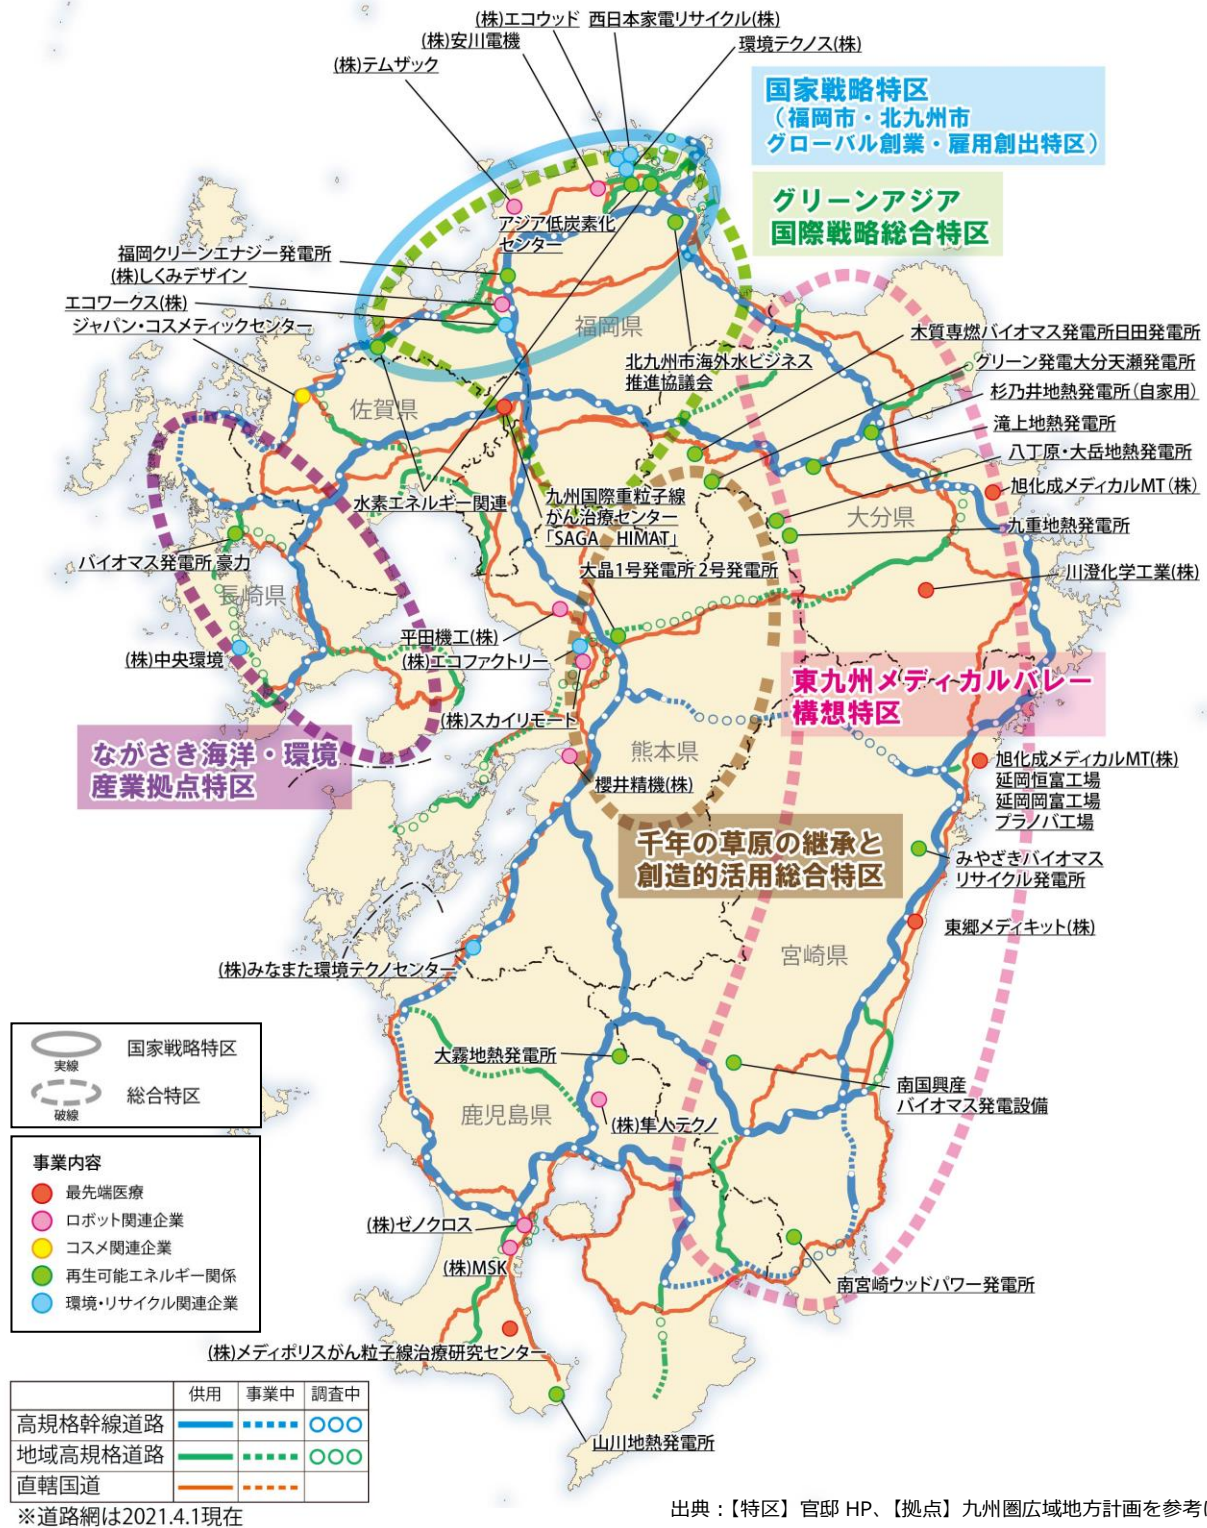 (株)エコウッド
西日本家電リサイクル(株)
(株)安川電機
環境テクノス(株)
(株)テムザック
国家戦略特区
(福岡市・北九州市
グローバル創業・雇用創出特区)
グリーンアジア
国際戦略総合特区
アジア低炭素化
センター
福岡クリーンエナジー発電所
(株)しくみデザイン
エコワークス(株)
ジャパン・コスメティックセンター
福岡県
北九州市海外水ビジネス
推進協議会
木質専燃バイオマス発電所日田発電所
グリーン発電大分天瀬発電所
杉乃井地熱発電所(自家用)
滝上地熱発電所
八丁原・大岳地熱発電所
旭化成メディカルMT(株)
九重地熱発電所
川澄化学工業(株)
佐賀県
大分県
水素エネルギー関連
九州国際重粒子線
がん治療センター
「SAGA HIMAT」
大晶1号発電所2号発電所
バイオマス発電所 豪力
長崎県
(株)中央環境
平田機工(株)
(株)エコファクトリー
(株)スカイリモート
東九州メディカルバレー
構想特区
ながさき海洋・環境
産業拠点特区
熊本県
櫻井精機(株)
旭化成メディカルMT(株)
延岡恒富工場
延岡岡富工場
プラノバ工場
千年の草原の継承と
創造的活用総合特区
みやざきバイオマス
リサイクル発電所
東郷メディキット(株)
宮崎県
(株)みなまた環境テクノセンター
大霧地熱発電所
鹿児島県
(株)隼人テクノ
南国興産
バイオマス発電設備
(株)ゼノクロス
(株)MSK
南宮崎ウッドパワー発電所
(株)メディポリスがん粒子線治療研究センター
山川地熱発電所
国家戦略特区
実線
総合特区
破線
事業内容
最先端医療
ロボット関連企業
コスメ関連企業
再生可能エネルギー関係
環境・リサイクル関連企業
供用 事業中 調査中
高規格幹線道路
地域高規格道路
直轄国道
※道路網は2021.4.1現在
出典:【特区】官邸 HP、【拠点】九州圏広域地方計画を参考